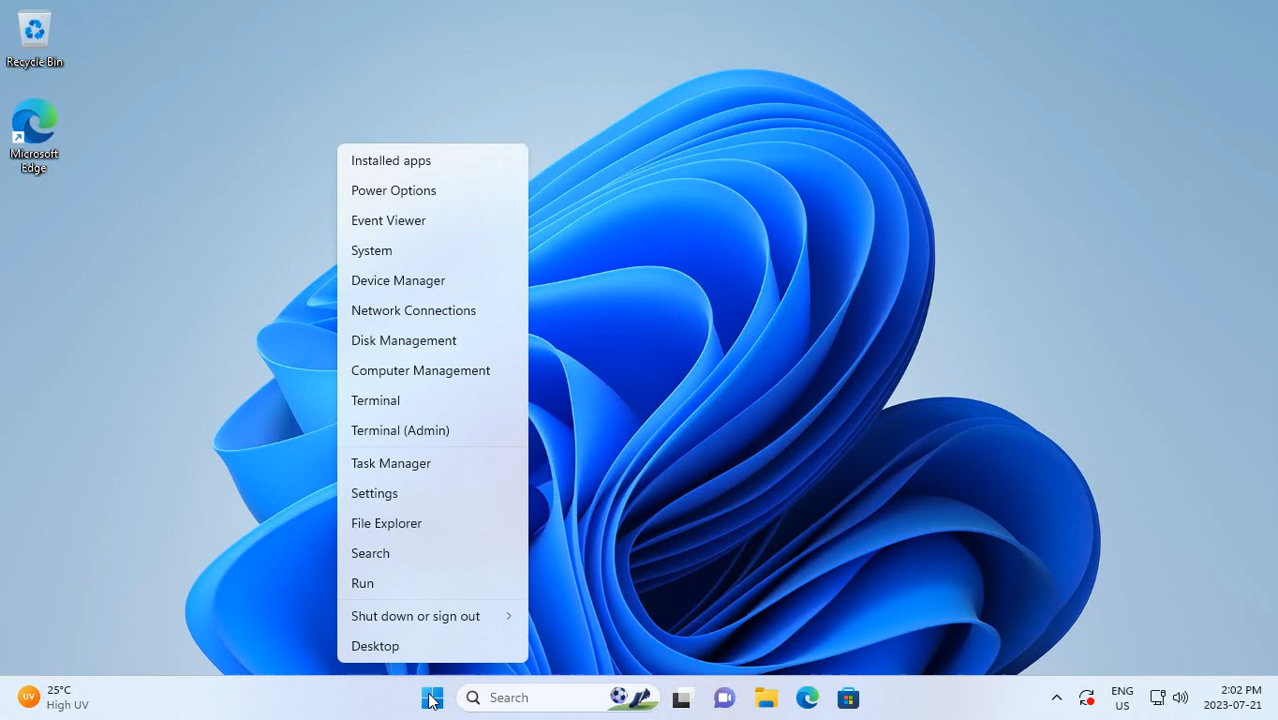 Recycle Bin
Microsoft
Edge
Installed apps
Power Options
Event Viewer
System
Device Manager
Network Connections
Disk Management
Computer Management
Terminal
Terminal (Admin)
Task Manager
Settings
File Explorer
Search
Run
Shut down or sign out
Desktop
UV
25°C
High UV
Search
ENG
US
2:02 PM
2023-07-21